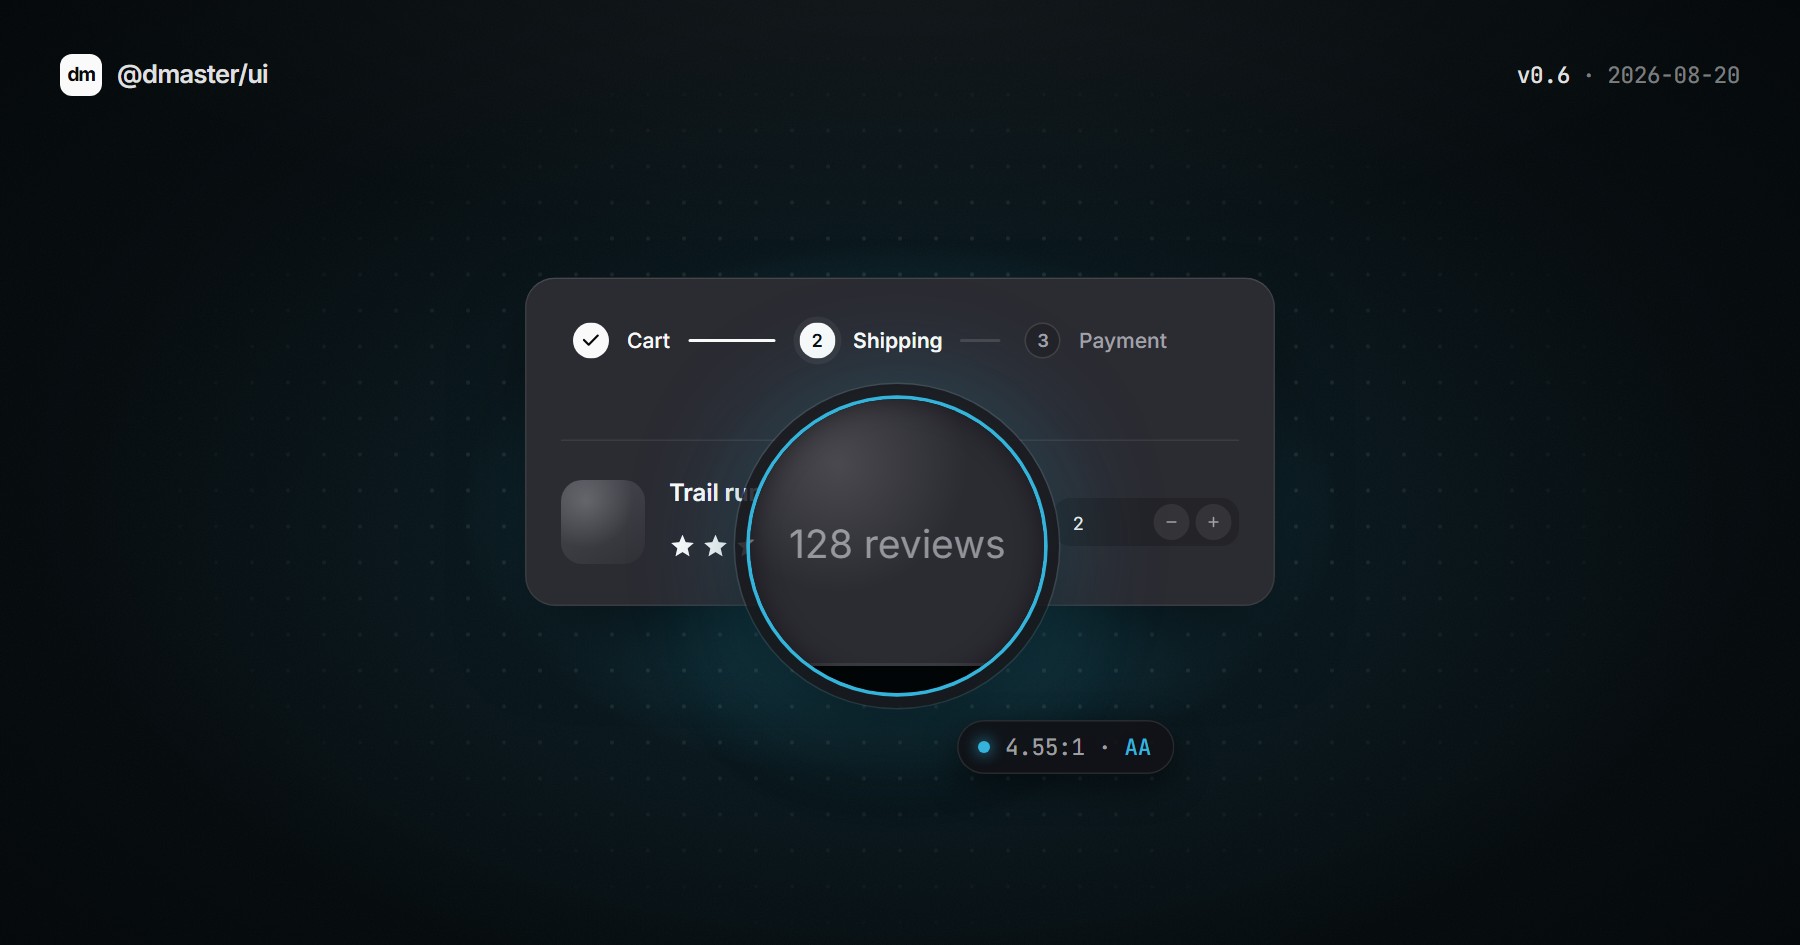 dm @dmaster/ui
v0.6 · 2026-08-20
Cart 2 Shipping 3 Payment
Trail
128 reviews
2 − +
4.55:1 · AA